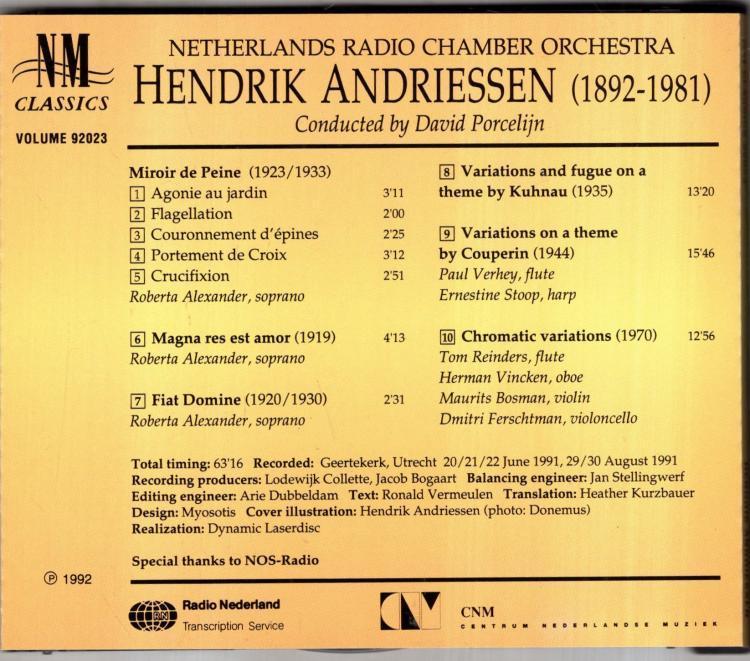 NM
CLASSICS
VOLUME 92023
NETHERLANDS RADIO CHAMBER ORCHESTRA
HENDRIK ANDRIESSEN (1892-1981)
Conducted by David Porcelijn
Miroir de Peine (1923/1933)
1 Agonie au jardin 3'11
2 Flagellation 2'00
3 Couronnement d'épines 2'25
4 Portement de Croix 3'12
5 Crucifixion 2'51
Roberta Alexander, soprano
6 Magna res est amor (1919) 4'13
Roberta Alexander, soprano
7 Fiat Domine (1920/1930) 2'31
Roberta Alexander, soprano
8 Variations and fugue on a
theme by Kuhnau (1935) 13'20
9 Variations on a theme
by Couperin (1944) 15'46
Paul Verhey, flute
Ernestine Stoop, harp
10 Chromatic variations (1970) 12'56
Tom Reinders, flute
Herman Vincken, oboe
Maurits Bosman, violin
Dmitri Ferschtman, violoncello
Total timing: 63'16 Recorded: Geertekerk, Utrecht 20/21/22 June 1991, 29/30 August 1991
Recording producers: Lodewijk Collette, Jacob Bogaart Balancing engineer: Jan Stellingwerf
Editing engineer: Arie Dubbeldam Text: Ronald Vermeulen Translation: Heather Kurzbauer
Design: Myosotis Cover illustration: Hendrik Andriessen (photo: Donemus)
Realization: Dynamic Laserdisc
Special thanks to NOS-Radio
℗ 1992
RN
Radio Nederland
Transcription Service
CNM
CNM
CENTRUM NEDERLANDSE MUZIEK